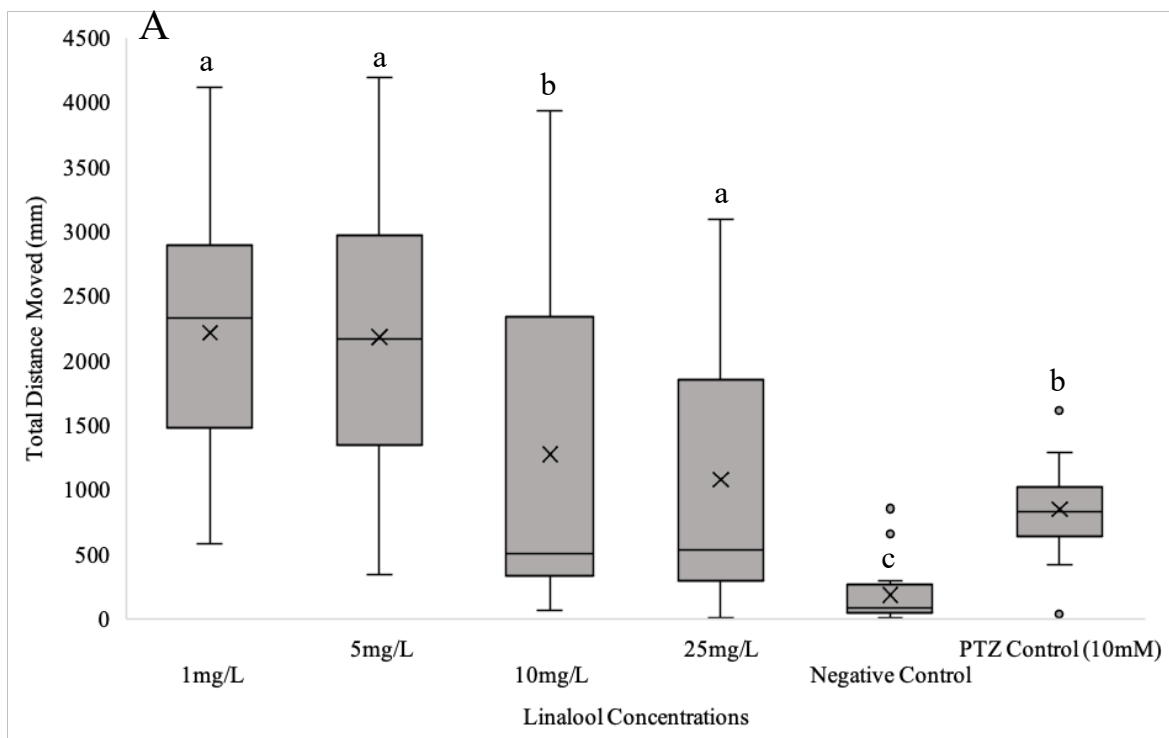 A
4500
4000
3500
3000
2500
2000
1500
1000
500
0
Total Distance Moved (mm)
a
a
b
a
c
b
1mg/L
5mg/L
10mg/L
25mg/L
Negative Control
PTZ Control (10mM)
Linalool Concentrations